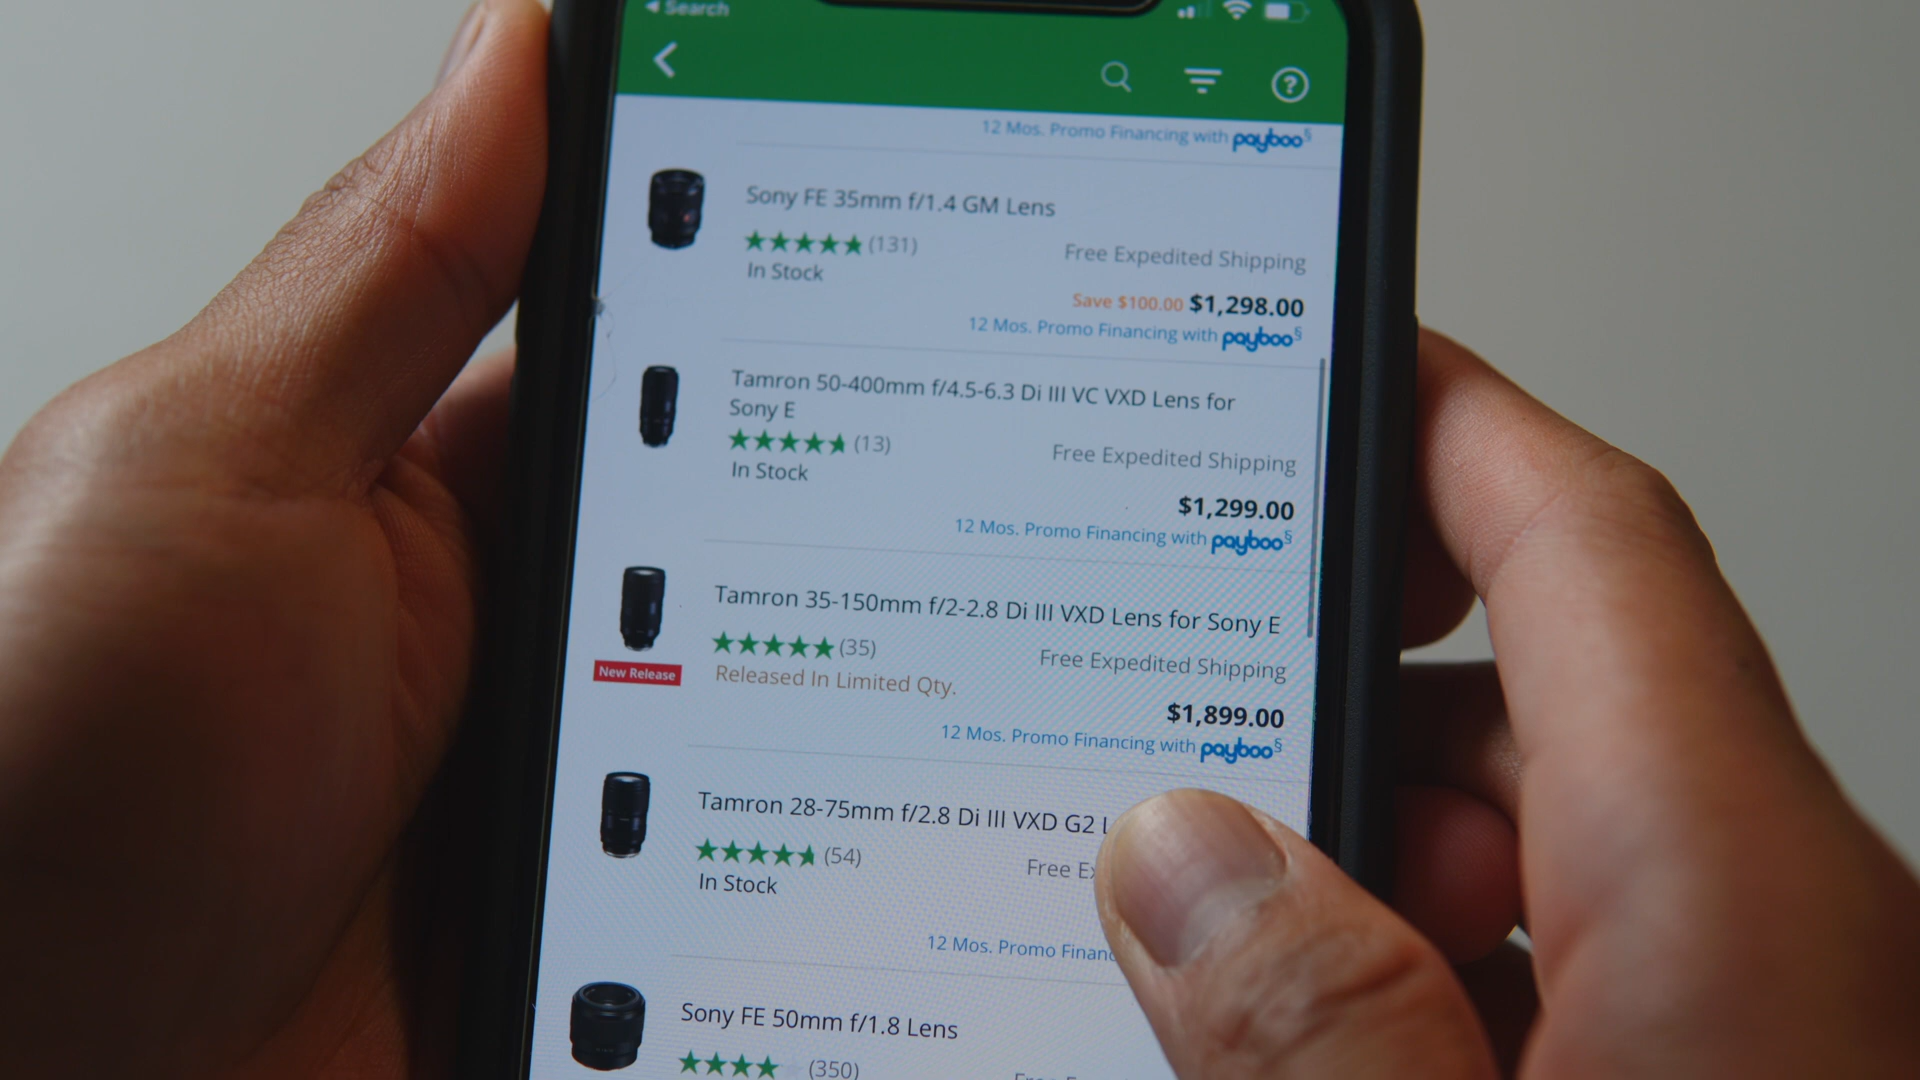 Search
12 Mos. Promo Financing with payboo§
Sony FE 35mm f/1.4 GM Lens
(131)
Free Expedited Shipping
In Stock
Save $100.00 $1,298.00
12 Mos. Promo Financing with payboo§
Tamron 50-400mm f/4.5-6.3 Di III VC VXD Lens for
Sony E
(13)
Free Expedited Shipping
In Stock
$1,299.00
12 Mos. Promo Financing with payboo§
Tamron 35-150mm f/2-2.8 Di III VXD Lens for Sony E
(35)
Free Expedited Shipping
New Release
Released In Limited Qty.
$1,899.00
12 Mos. Promo Financing with payboo§
Tamron 28-75mm f/2.8 Di III VXD G2 L
(54)
Free Ex
In Stock
12 Mos. Promo Financ
Sony FE 50mm f/1.8 Lens
(350)